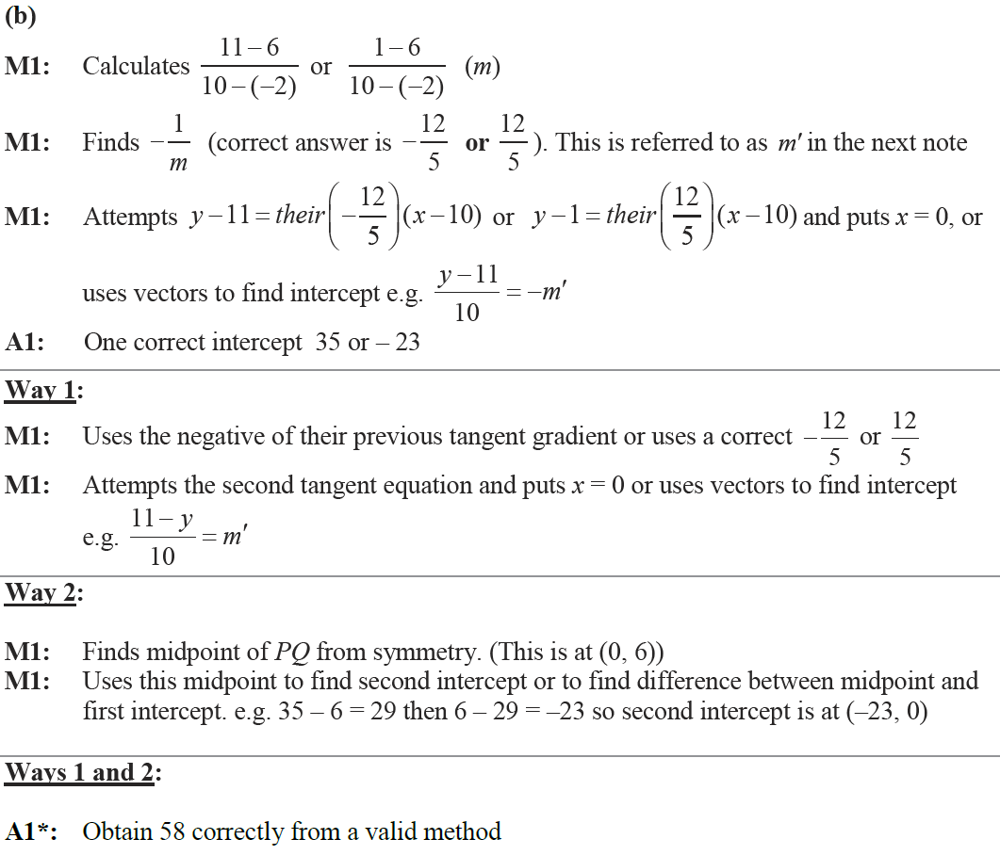 (b)
M1: Calculates \frac{11-6}{10-(-2)} or \frac{1-6}{10-(-2)} (m)
M1: Finds -\frac{1}{m} (correct answer is -\frac{12}{5} or \frac{12}{5}). This is referred to as m′ in the next note
M1: Attempts y-11 = their\left(-\frac{12}{5}\right)(x-10) or y-1 = their\left(\frac{12}{5}\right)(x-10) and puts x = 0, or
uses vectors to find intercept e.g. \frac{y-11}{10} = -m′
A1: One correct intercept 35 or – 23
Way 1:
M1: Uses the negative of their previous tangent gradient or uses a correct -\frac{12}{5} or \frac{12}{5}
M1: Attempts the second tangent equation and puts x = 0 or uses vectors to find intercept
e.g. \frac{11-y}{10} = m′
Way 2:
M1: Finds midpoint of PQ from symmetry. (This is at (0, 6))
M1: Uses this midpoint to find second intercept or to find difference between midpoint and
first intercept. e.g. 35 – 6 = 29 then 6 – 29 = –23 so second intercept is at (–23, 0)
Ways 1 and 2:
A1*: Obtain 58 correctly from a valid method